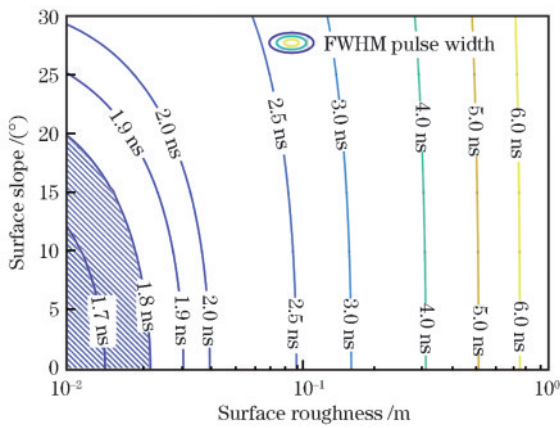 FWHM pulse width
30
25
20
15
10
5
0
Surface slope /(°)
1.7 ns
1.8 ns
1.9 ns
1.9 ns
2.0 ns
2.0 ns
2.5 ns
2.5 ns
3.0 ns
3.0 ns
4.0 ns
4.0 ns
5.0 ns
5.0 ns
6.0 ns
6.0 ns
10⁻² 10⁻¹ 10⁰
Surface roughness /m